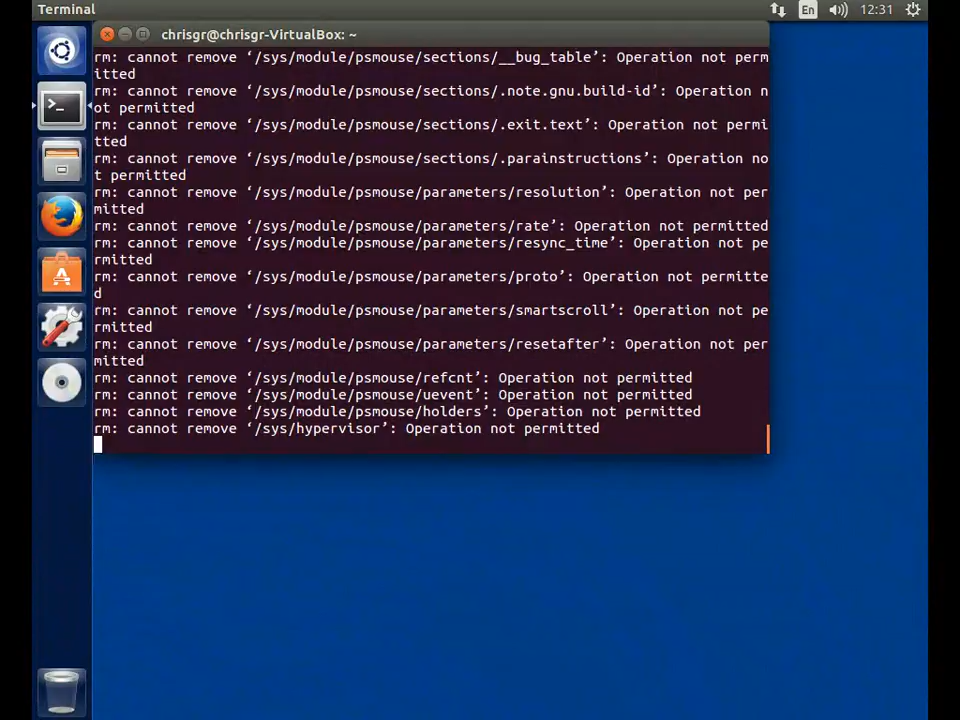 Terminal
En
12:31
chrisgr@chrisgr-VirtualBox: ~
rm: cannot remove ‘/sys/module/psmouse/sections/__bug_table’: Operation not perm
itted
rm: cannot remove ‘/sys/module/psmouse/sections/.note.gnu.build-id’: Operation n
ot permitted
rm: cannot remove ‘/sys/module/psmouse/sections/.exit.text’: Operation not permi
tted
rm: cannot remove ‘/sys/module/psmouse/sections/.parainstructions’: Operation no
t permitted
rm: cannot remove ‘/sys/module/psmouse/parameters/resolution’: Operation not per
mitted
rm: cannot remove ‘/sys/module/psmouse/parameters/rate’: Operation not permitted
rm: cannot remove ‘/sys/module/psmouse/parameters/resync_time’: Operation not pe
rmitted
rm: cannot remove ‘/sys/module/psmouse/parameters/proto’: Operation not permitte
d
rm: cannot remove ‘/sys/module/psmouse/parameters/smartscroll’: Operation not pe
rmitted
rm: cannot remove ‘/sys/module/psmouse/parameters/resetafter’: Operation not per
mitted
rm: cannot remove ‘/sys/module/psmouse/refcnt’: Operation not permitted
rm: cannot remove ‘/sys/module/psmouse/uevent’: Operation not permitted
rm: cannot remove ‘/sys/module/psmouse/holders’: Operation not permitted
rm: cannot remove ‘/sys/hypervisor’: Operation not permitted